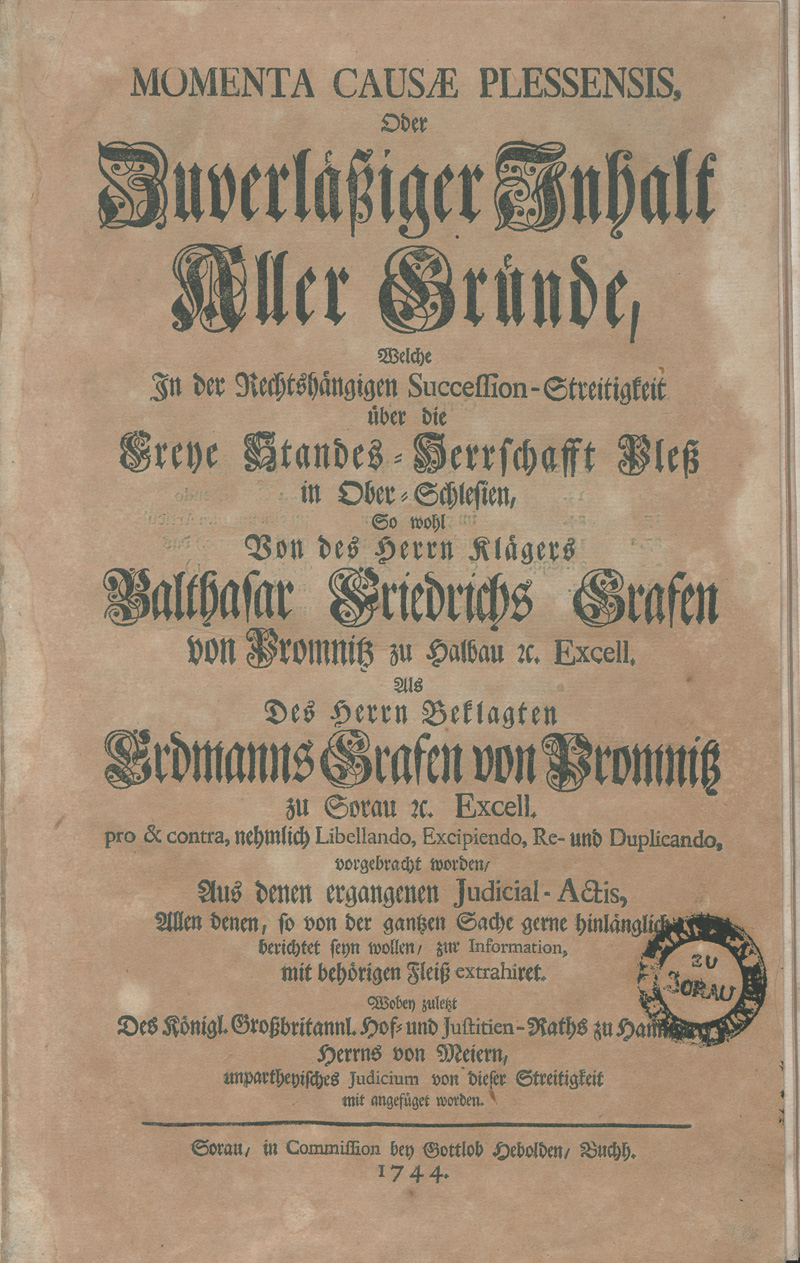 MOMENTA CAUSÆ PLESSENSIS,
Oder
Zuverläßiger Inhalt
Aller Gründe,
Welche
In der Rechtshängigen Succession-Streitigkeit
über die
Freye Standes-Herrschafft Pleß
in Ober-Schlesien,
So wohl
Von des Herrn Klägers
Balthasar Friedrichs Grafen
von Promnitz zu Halbau ꝛc. Excell.
Als
Des Herrn Beklagten
Erdmanns Grafen von Promnitz
zu Sorau ꝛc. Excell.
pro & contra, nehmlich Libellando, Excipiendo, Re- und Duplicando,
vorgebracht worden/
Aus denen ergangenen Judicial-Actis,
Allen denen, so von der gantzen Sache gerne hinlänglich
berichtet seyn wollen/ zur Information,
mit behörigen Fleiß extrahiret.
Wobey zuletzt
Des Königl. Großbritannl. Hof- und Justitien-Raths zu
Herrns von Meiern,
unpartheyisches Judicium von dieser Streitigkeit
mit angefüget worden.
Sorau/ in Commission bey Gottlob Hebolden/ Buchh.
1744.
ZU
SORAU